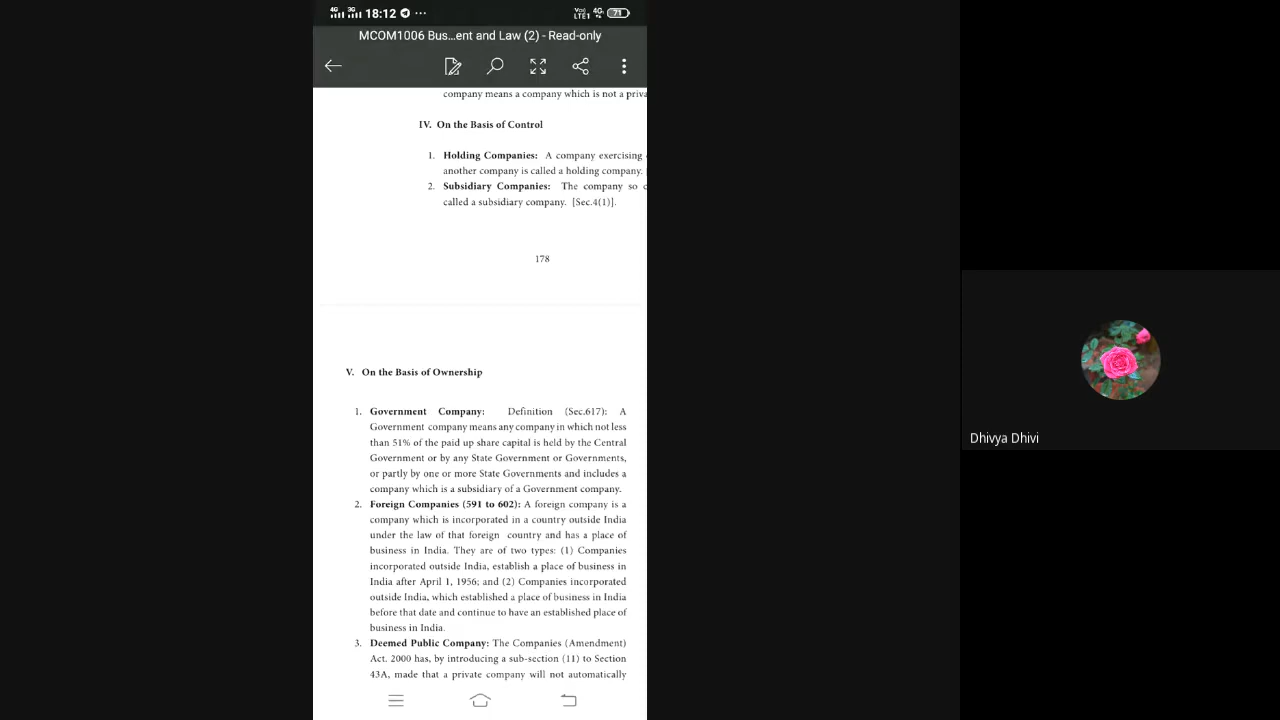 4G 3G 18:12 ···
Vo) LTE1 4G 71
MCOM1006 Bus...ent and Law (2) - Read-only
company means a company which is not a priva
IV. On the Basis of Control
1. Holding Companies: A company exercising
another company is called a holding company.
2. Subsidiary Companies: The company so c
called a subsidiary company. [Sec.4(1)].
178
V. On the Basis of Ownership
1. Government Company: Definition (Sec.617): A
Government company means any company in which not less
than 51% of the paid up share capital is held by the Central
Government or by any State Government or Governments,
or partly by one or more State Governments and includes a
company which is a subsidiary of a Government company.
2. Foreign Companies (591 to 602): A foreign company is a
company which is incorporated in a country outside India
under the law of that foreign country and has a place of
business in India. They are of two types: (1) Companies
incorporated outside India, establish a place of business in
India after April 1, 1956; and (2) Companies incorporated
outside India, which established a place of business in India
before that date and continue to have an established place of
business in India.
Dhivya Dhivi
3. Deemed Public Company: The Companies (Amendment)
Act. 2000 has, by introducing a sub-section (11) to Section
43A, made that a private company will not automatically